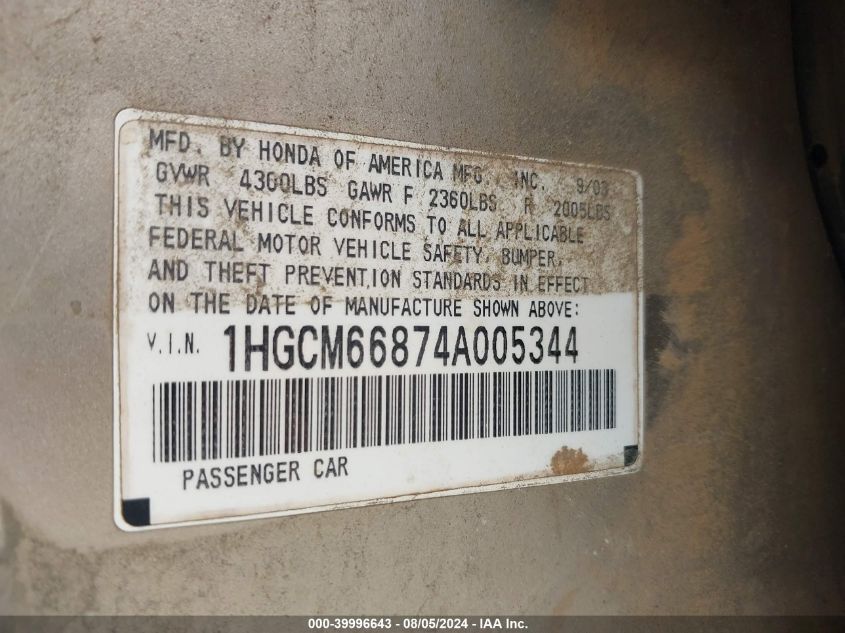 MFD. BY HONDA OF AMERICA MFG., INC. 9/03
GVWR 4300LBS GAWR F 2360LBS R 2005LBS
THIS VEHICLE CONFORMS TO ALL APPLICABLE
FEDERAL MOTOR VEHICLE SAFETY, BUMPER,
AND THEFT PREVENTION STANDARDS IN EFFECT
ON THE DATE OF MANUFACTURE SHOWN ABOVE:
V.I.N. 1HGCM66874A005344
PASSENGER CAR
000-39996643 - 08/05/2024 - IAA Inc.